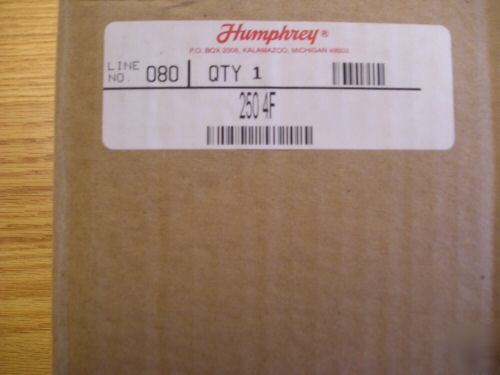 Humphrey®
P.O. BOX 2008, KALAMAZOO, MICHIGAN 49003
LINE NO. 080 QTY 1
250 4F